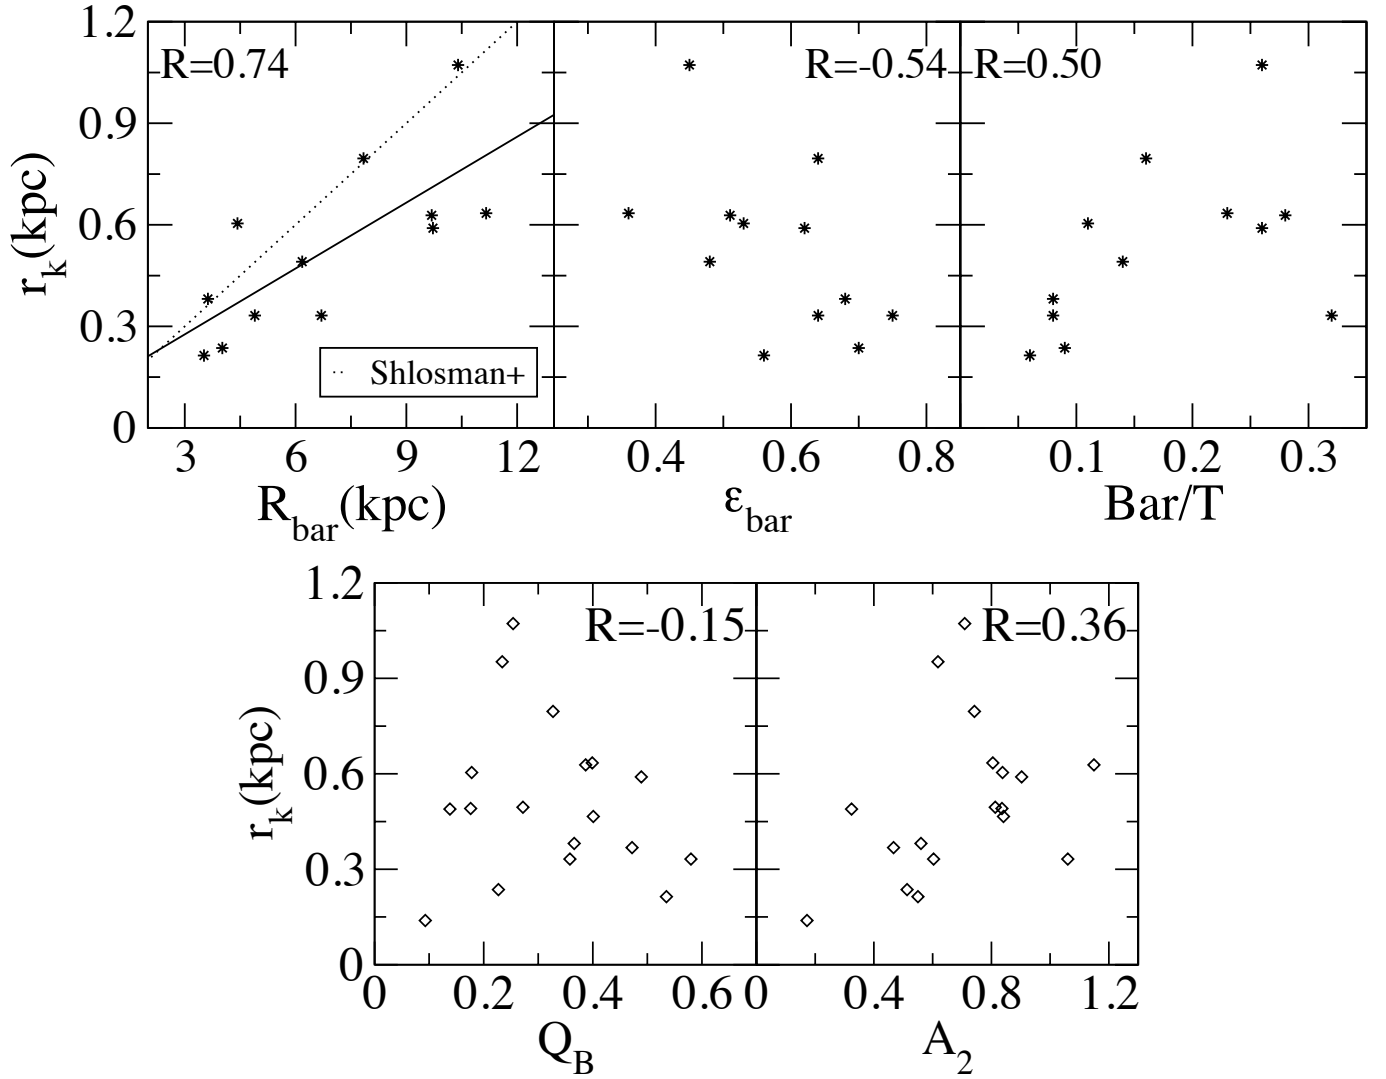 1.2
R=0.74
R=-0.54
R=0.50
0.9
r_k(kpc)
0.6
0.3
Shlosman+
0
3 6 9 12 0.4 0.6 0.8 0.1 0.2 0.3
R_bar(kpc) ε_bar Bar/T
1.2
R=-0.15
R=0.36
0.9
r_k(kpc)
0.6
0.3
0
0 0.2 0.4 0.6 0 0.4 0.8 1.2
Q_B A_2